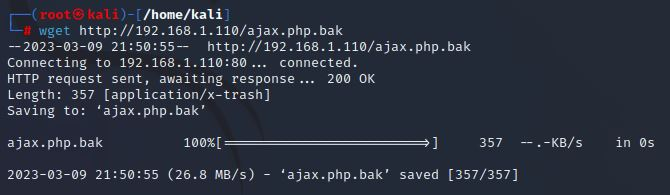 ┌──(root㉿kali)-[/home/kali]
└─# wget http://192.168.1.110/ajax.php.bak
--2023-03-09 21:50:55--  http://192.168.1.110/ajax.php.bak
Connecting to 192.168.1.110:80... connected.
HTTP request sent, awaiting response... 200 OK
Length: 357 [application/x-trash]
Saving to: ‘ajax.php.bak’
ajax.php.bak        100%[===========================>]     357  --.-KB/s    in 0s
2023-03-09 21:50:55 (26.8 MB/s) - ‘ajax.php.bak’ saved [357/357]